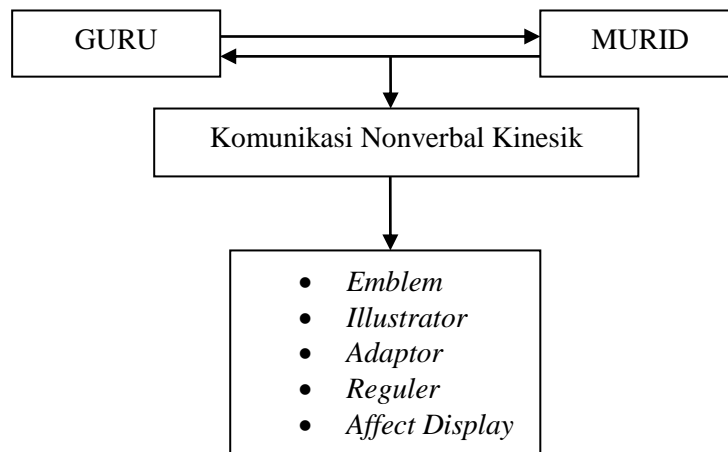 GURU
MURID
Komunikasi Nonverbal Kinesik
• Emblem
• Illustrator
• Adaptor
• Reguler
• Affect Display